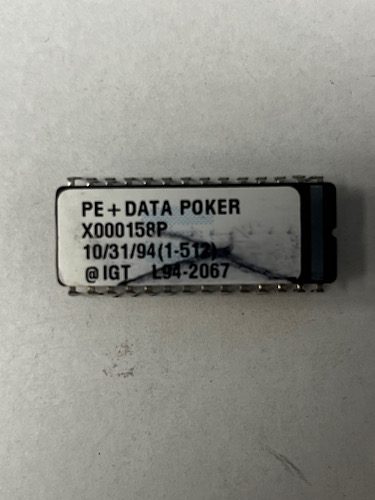 PE+DATA POKER
X000158P
10/31/94(1-512)
@IGT L94-2067